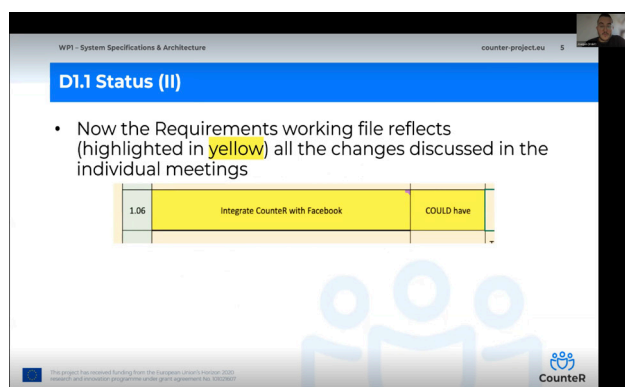 WP1 – System Specifications & Architecture
counter-project.eu 5
D1.1 Status (II)
• Now the Requirements working file reflects
(highlighted in yellow) all the changes discussed in the
individual meetings
1.06 Integrate CounteR with Facebook COULD have
This project has received funding from the European Union's Horizon 2020
research and innovation programme under grant agreement No.
CounteR